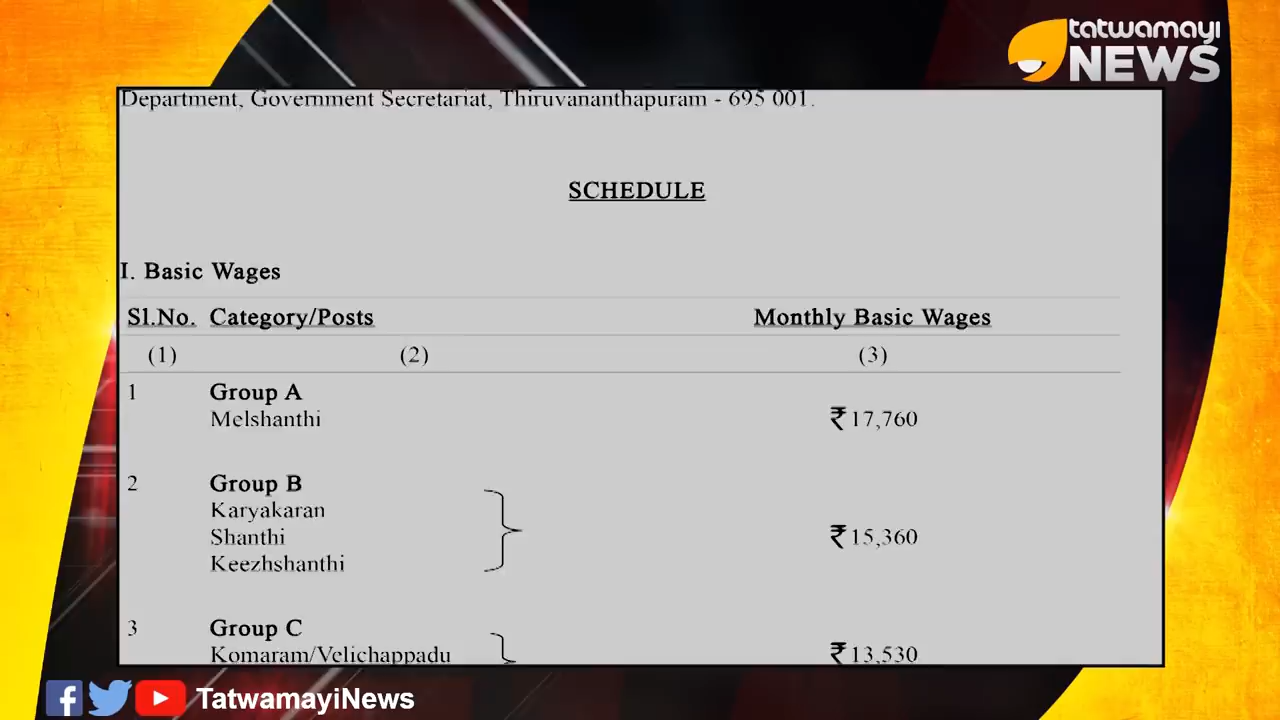 tatwamayi
NEWS
Department, Government Secretariat, Thiruvananthapuram - 695 001.
SCHEDULE
I. Basic Wages
Sl.No. Category/Posts Monthly Basic Wages
(1) (2) (3)
1 Group A
Melshanthi ₹ 17,760
2 Group B
Karyakaran
Shanthi ₹ 15,360
Keezhshanthi
3 Group C
Komaram/Velichappadu ₹ 13,530
TatwamayiNews